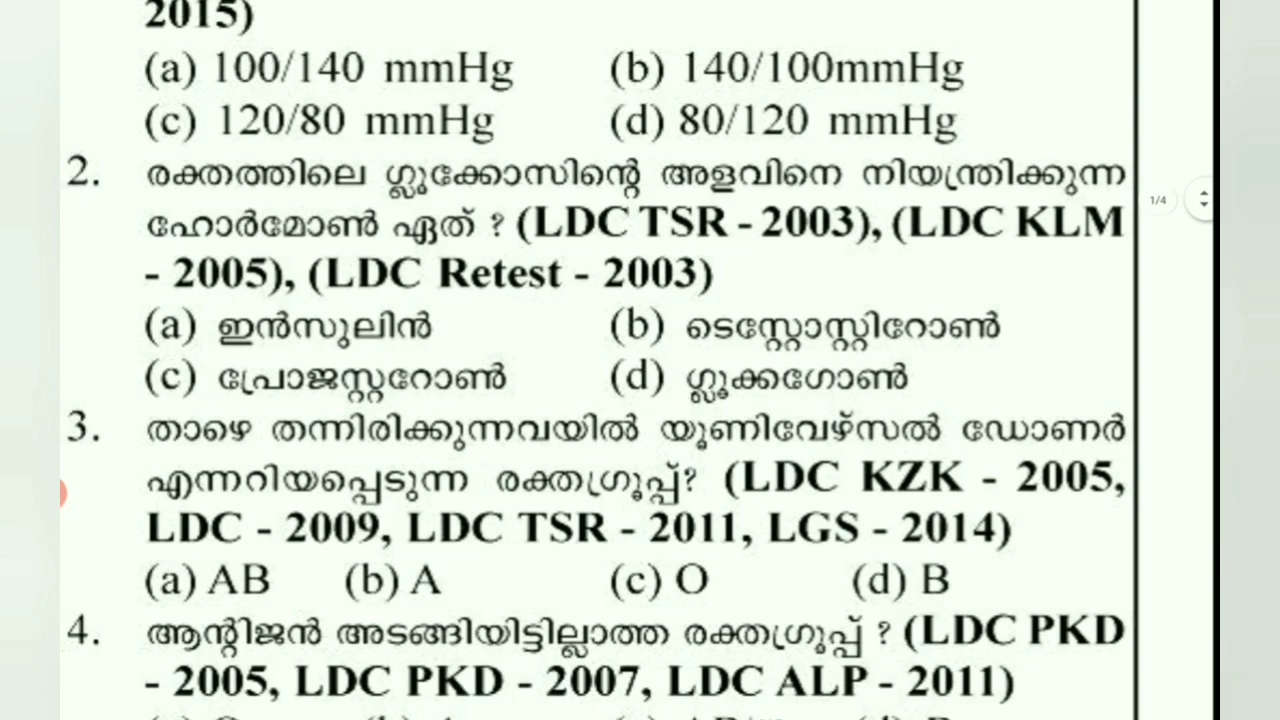 2015)
(a) 100/140 mmHg (b) 140/100mmHg
(c) 120/80 mmHg (d) 80/120 mmHg
2. രക്തത്തിലെ ഗ്ലൂക്കോസിന്റെ അളവിനെ നിയന്ത്രിക്കുന്ന
ഹോർമോൺ ഏത് ? (LDC TSR - 2003), (LDC KLM
- 2005), (LDC Retest - 2003)
(a) ഇൻസുലിൻ (b) ടെസ്റ്റോസ്റ്റിറോൺ
(c) പ്രോജസ്റ്ററോൺ (d) ഗ്ലൂക്കഗോൺ
3. താഴെ തന്നിരിക്കുന്നവയിൽ യൂണിവേഴ്സൽ ഡോണർ
എന്നറിയപ്പെടുന്ന രക്തഗ്രൂപ്പ്? (LDC KZK - 2005,
LDC - 2009, LDC TSR - 2011, LGS - 2014)
(a) AB (b) A (c) O (d) B
4. ആന്റിജൻ അടങ്ങിയിട്ടില്ലാത്ത രക്തഗ്രൂപ്പ് ? (LDC PKD
- 2005, LDC PKD - 2007, LDC ALP - 2011)
1/4